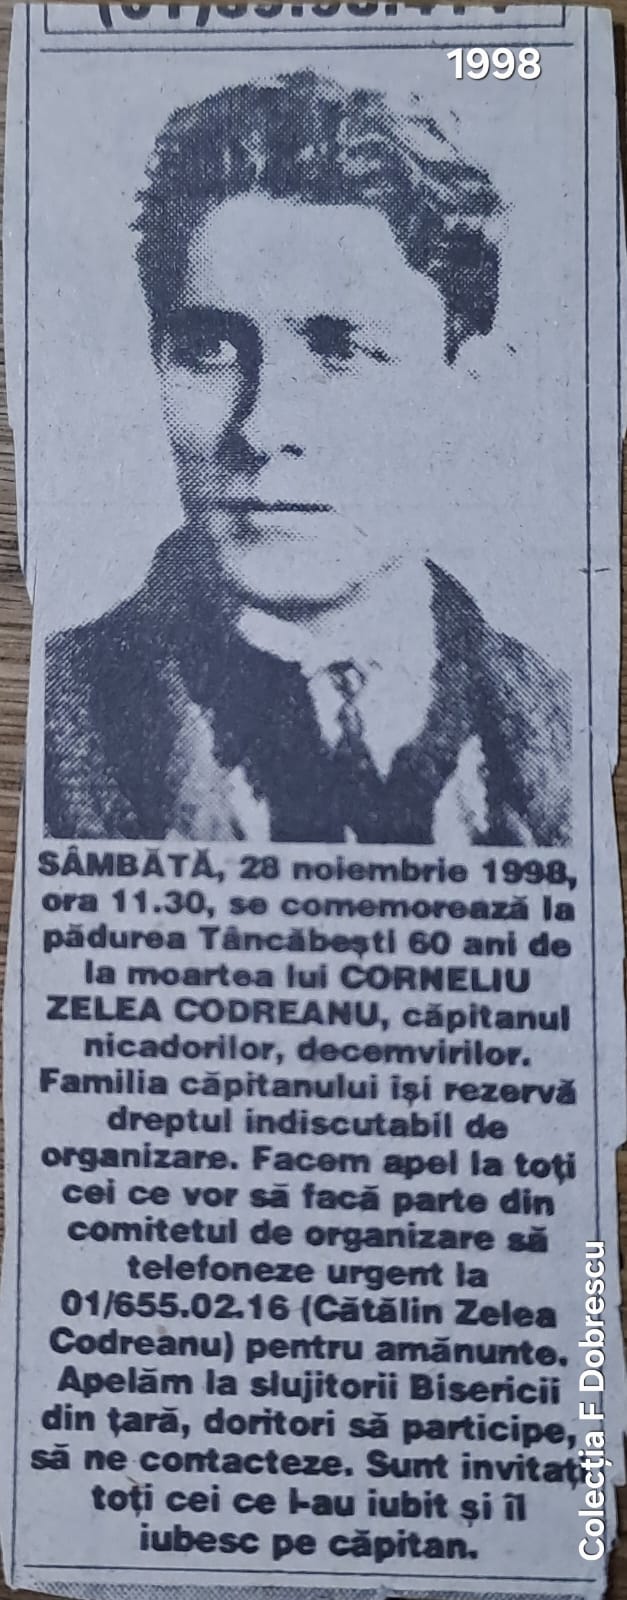 1998
SÂMBĂTĂ, 28 noiembrie 1998,
ora 11.30, se comemorează la
pădurea Tâncăbești 60 ani de
la moartea lui CORNELIU
ZELEA CODREANU, căpitanul
nicadorilor, decemvirilor.
Familia căpitanului își rezervă
dreptul indiscutabil de
organizare. Facem apel la toți
cei ce vor să facă parte din
comitetul de organizare să
telefoneze urgent la
01/655.02.16 (Cătălin Zelea
Codreanu) pentru amănunte.
Apelăm la slujitorii Bisericii
din țară, doritori să participe,
să ne contacteze. Sunt invitați
toți cei ce l-au iubit și îl
iubesc pe căpitan.
Colecția F Dobrescu